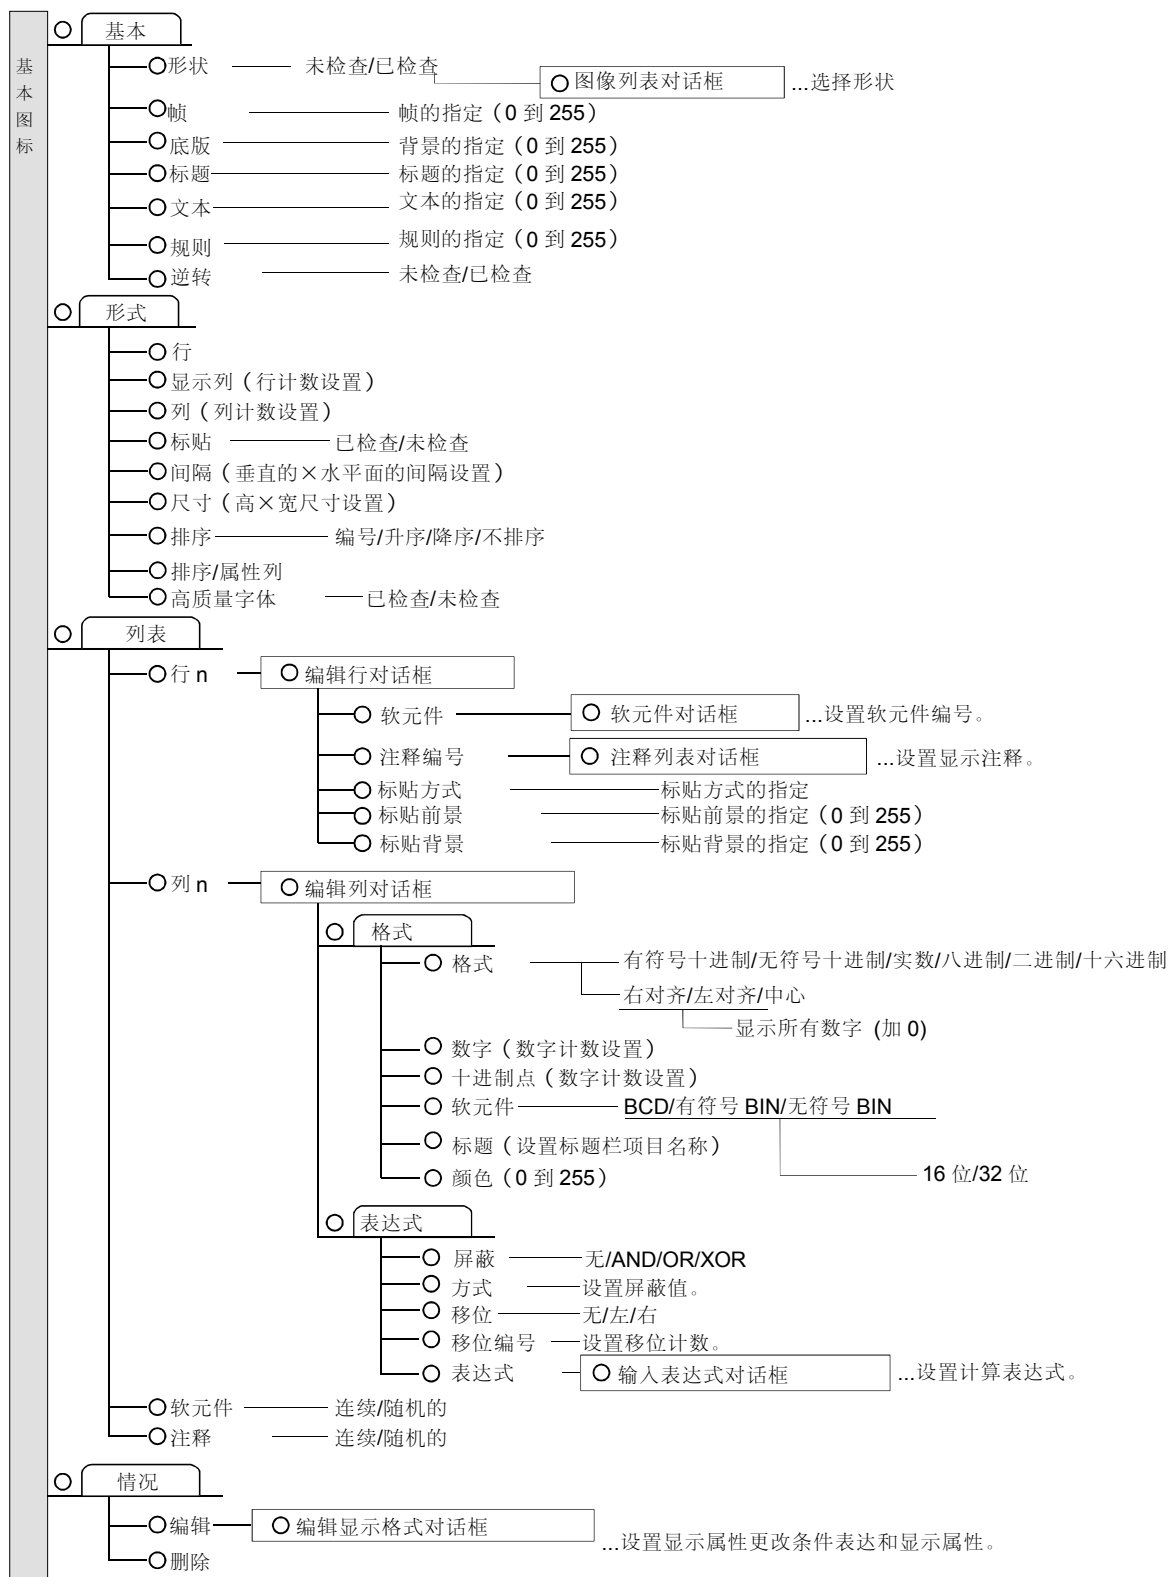 基本图标
基本
形状 未检查/已检查
图像列表对话框 ...选择形状
帧 帧的指定（0 到 255）
底版 背景的指定（0 到 255）
标题 标题的指定（0 到 255）
文本 文本的指定（0 到 255）
规则 规则的指定（0 到 255）
逆转 未检查/已检查
形式
行
显示列（行计数设置）
列（列计数设置）
标贴 已检查/未检查
间隔（垂直的×水平面的间隔设置）
尺寸（高×宽尺寸设置）
排序 编号/升序/降序/不排序
排序/属性列
高质量字体 已检查/未检查
列表
行 n 编辑行对话框
软元件 软元件对话框 ...设置软元件编号。
注释编号 注释列表对话框 ...设置显示注释。
标贴方式 标贴方式的指定
标贴前景 标贴前景的指定（0 到 255）
标贴背景 标贴背景的指定（0 到 255）
列 n 编辑列对话框
格式
格式 有符号十进制/无符号十进制/实数/八进制/二进制/十六进制
右对齐/左对齐/中心
显示所有数字 (加 0)
数字（数字计数设置）
十进制点（数字计数设置）
软元件 BCD/有符号 BIN/无符号 BIN
标题（设置标题栏项目名称）
颜色（0 到 255） 16 位/32 位
表达式
屏蔽 无/AND/OR/XOR
方式 设置屏蔽值。
移位 无/左/右
移位编号 设置移位计数。
表达式 输入表达式对话框 ...设置计算表达式。
软元件 连续/随机的
注释 连续/随机的
情况
编辑 编辑显示格式对话框 ...设置显示属性更改条件表达和显示属性。
删除